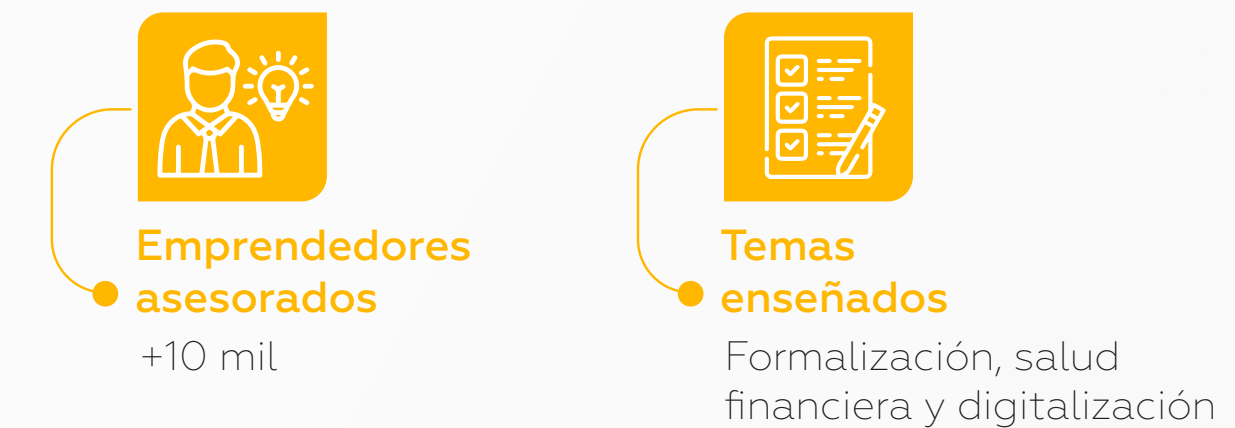 Emprendedores
asesorados
+10 mil
Temas
enseñados
Formalización, salud
financiera y digitalización